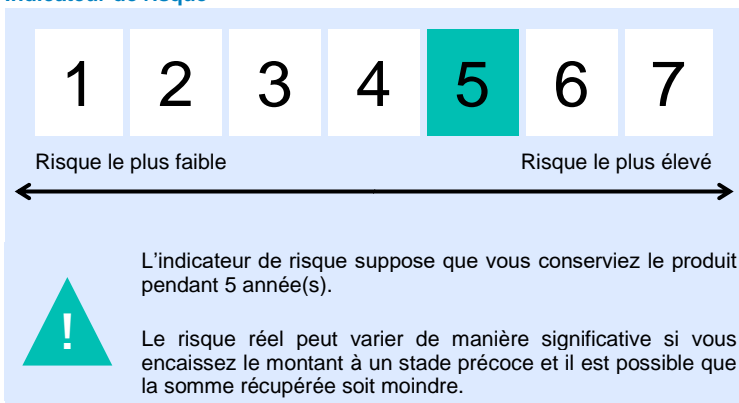 1 2 3 4 5 6 7
Risque le plus faible Risque le plus élevé
L'indicateur de risque suppose que vous conserviez le produit
pendant 5 année(s).
!
Le risque réel peut varier de manière significative si vous
encaissez le montant à un stade précoce et il est possible que
la somme récupérée soit moindre.